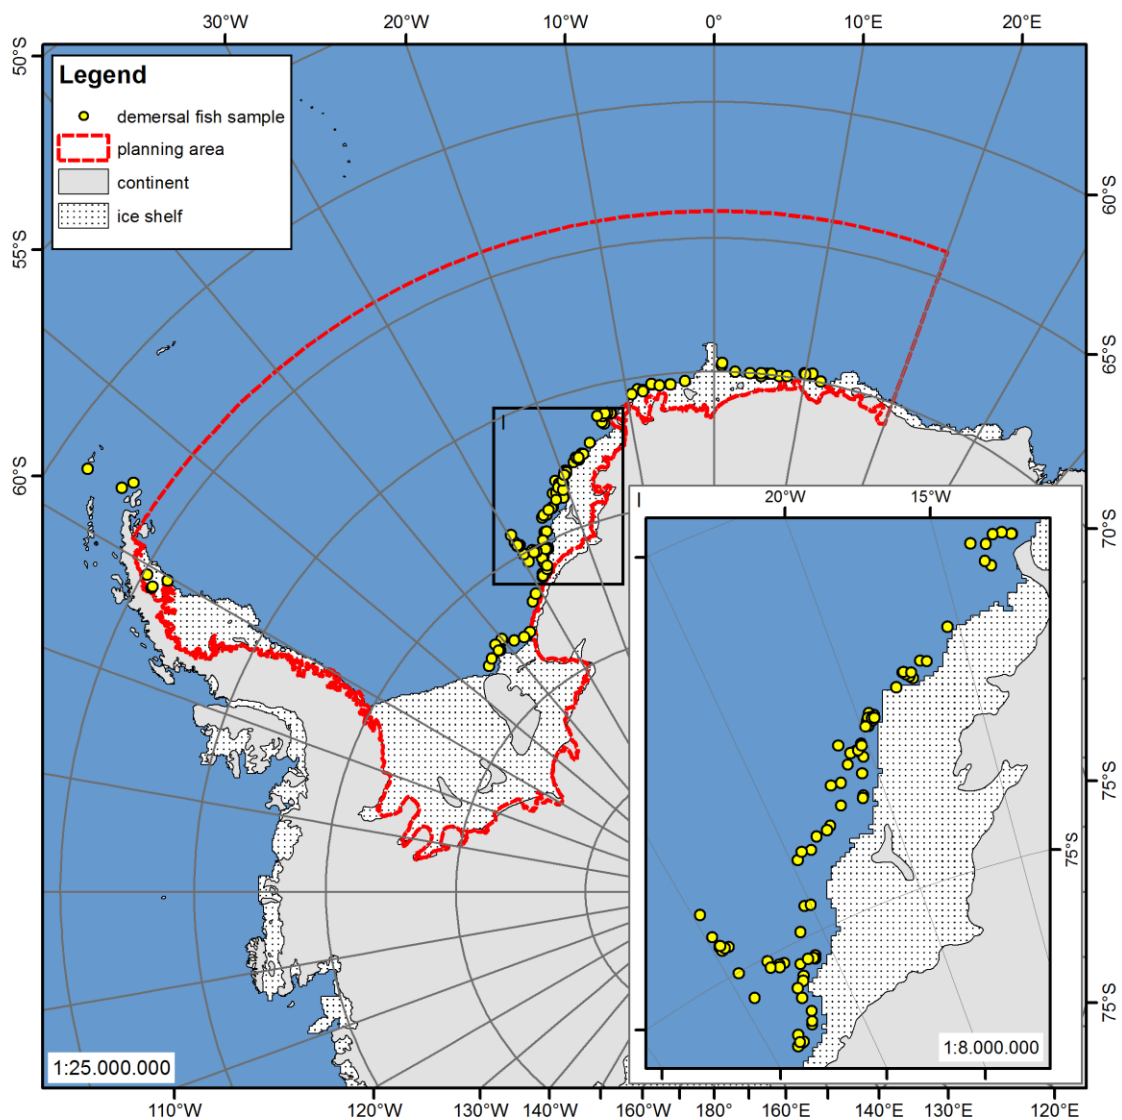 30°W 20°W 10°W 0° 10°E 20°E
50°S
Legend
demersal fish sample
planning area
continent
ice shelf
55°S
60°S
60°S
65°S
70°S
75°S
75°S
I
I
20°W 15°W
75°S
1:8.000.000
1:25.000.000
110°W 120°W 130°W 140°W 160°W 180° 160°E 140°E 130°E 120°E